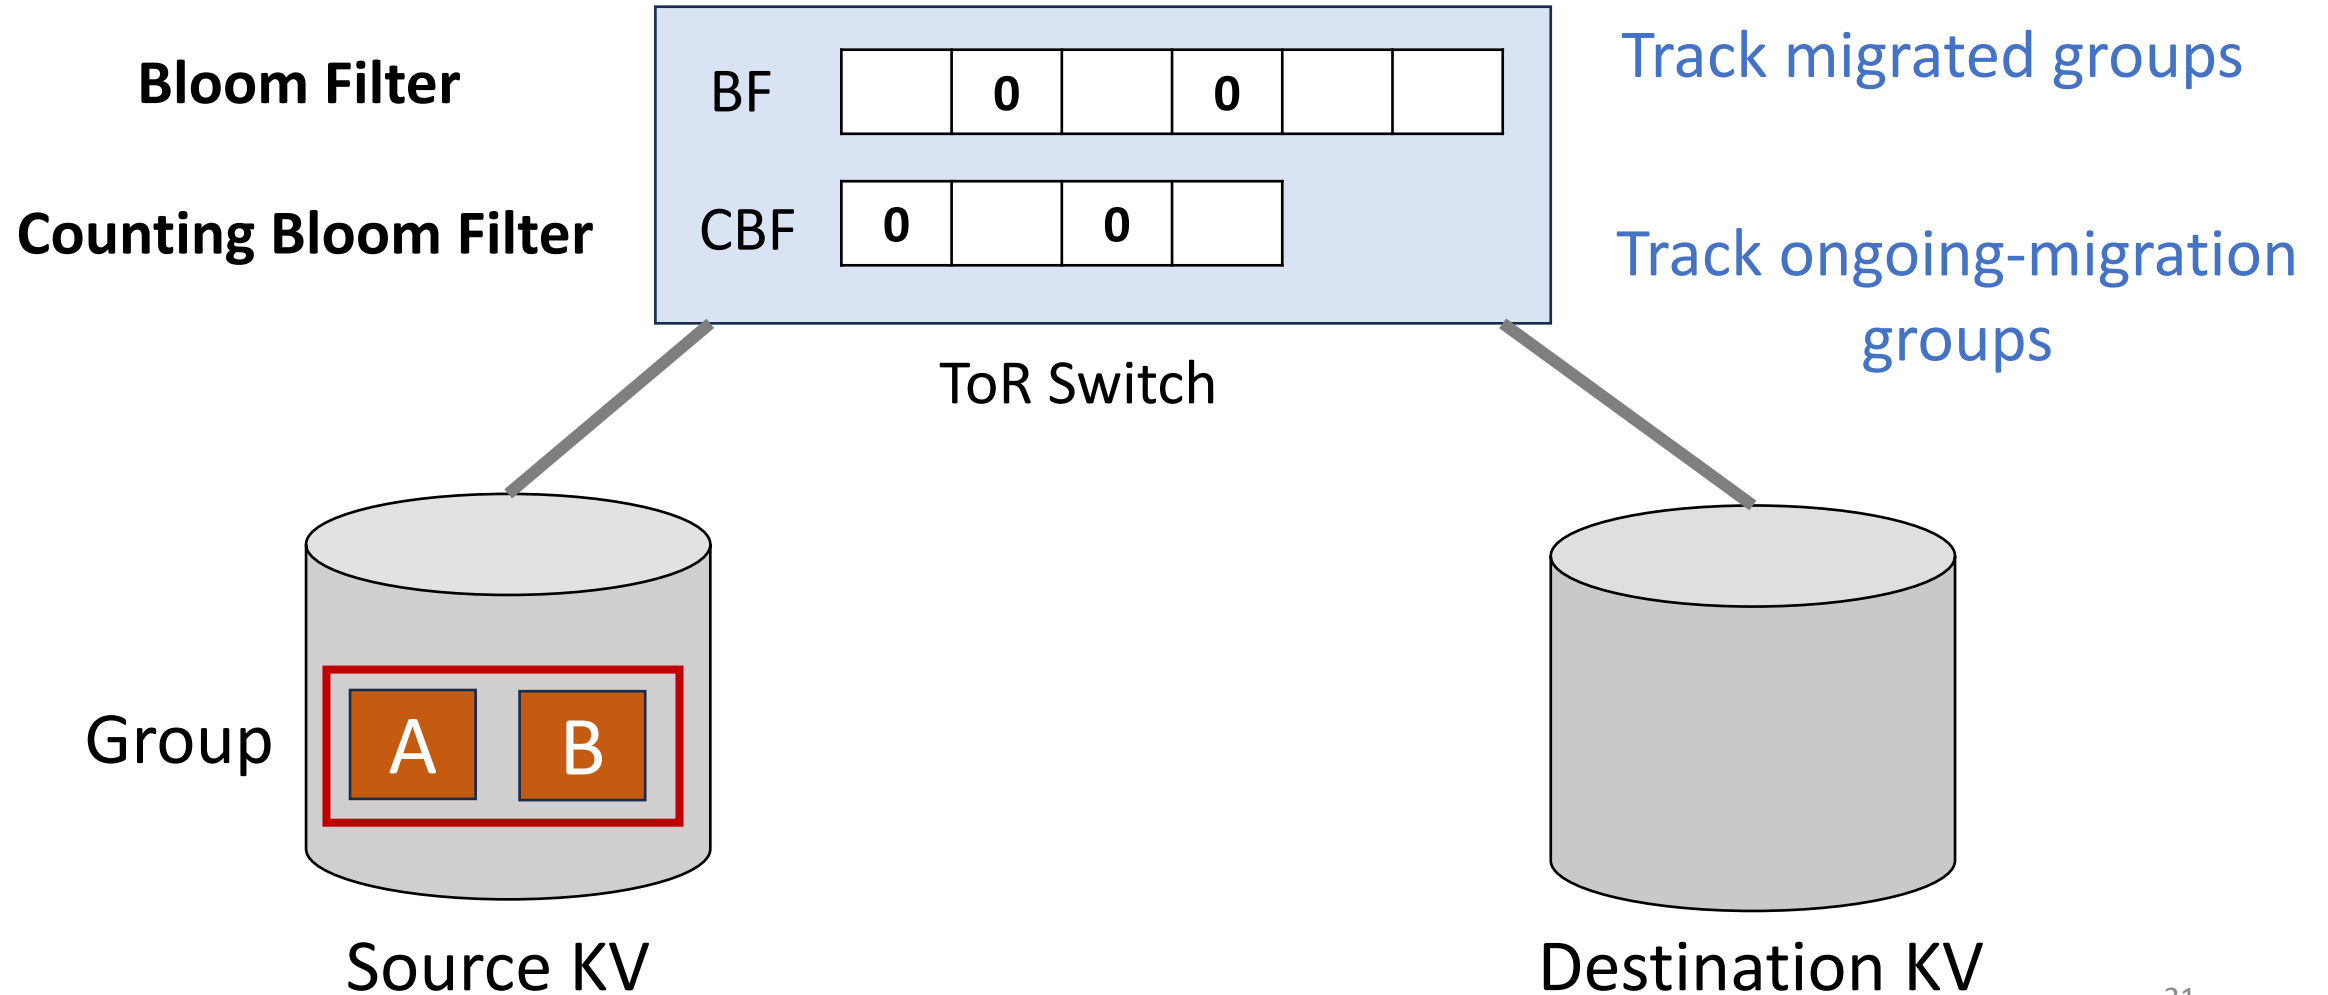 Bloom Filter
BF
0 0
Track migrated groups
Counting Bloom Filter
CBF
0 0
Track ongoing-migration
groups
ToR Switch
Group
A B
Source KV
Destination KV